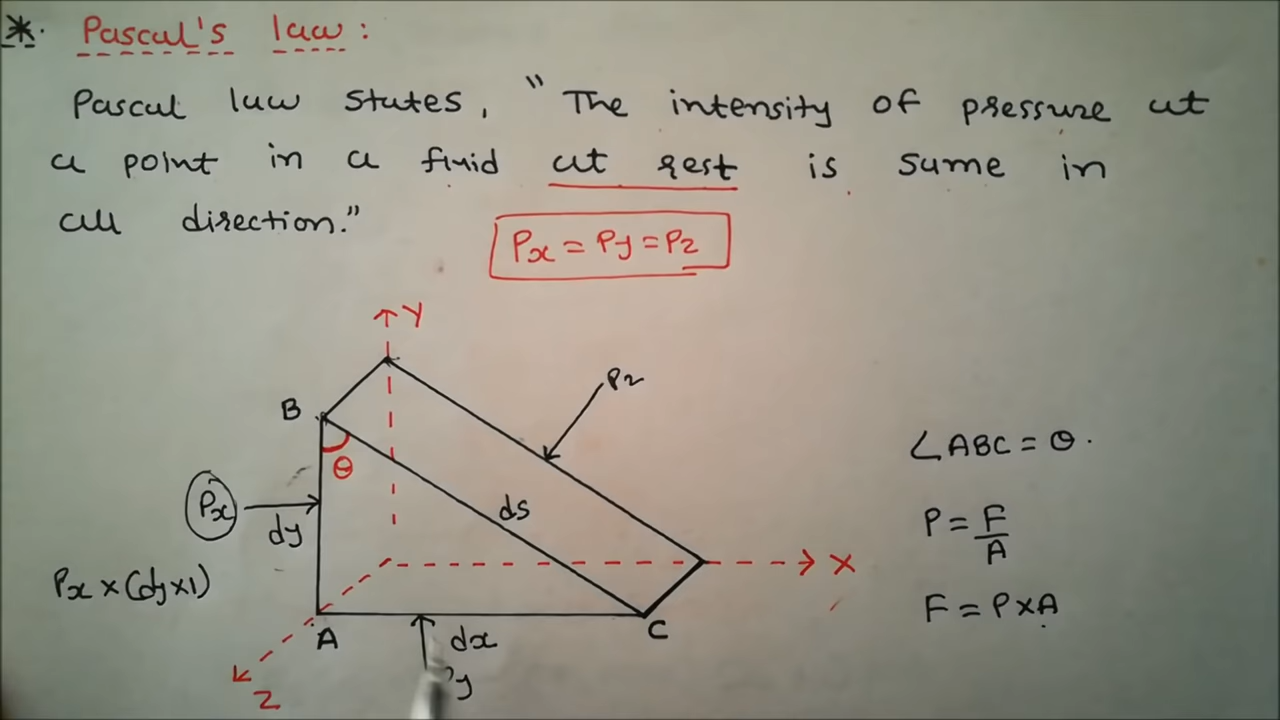 * Pascal's law:
Pascal law states, "The intensity of pressure at
a point in a fluid at rest is same in
all direction."
Px = Py = Pz
Y
Pz
B
θ
∠ABC = θ.
Px
ds
dy
P = F/A
X
Px × (dy×1)
F = P×A
A
dx
C
Z
y